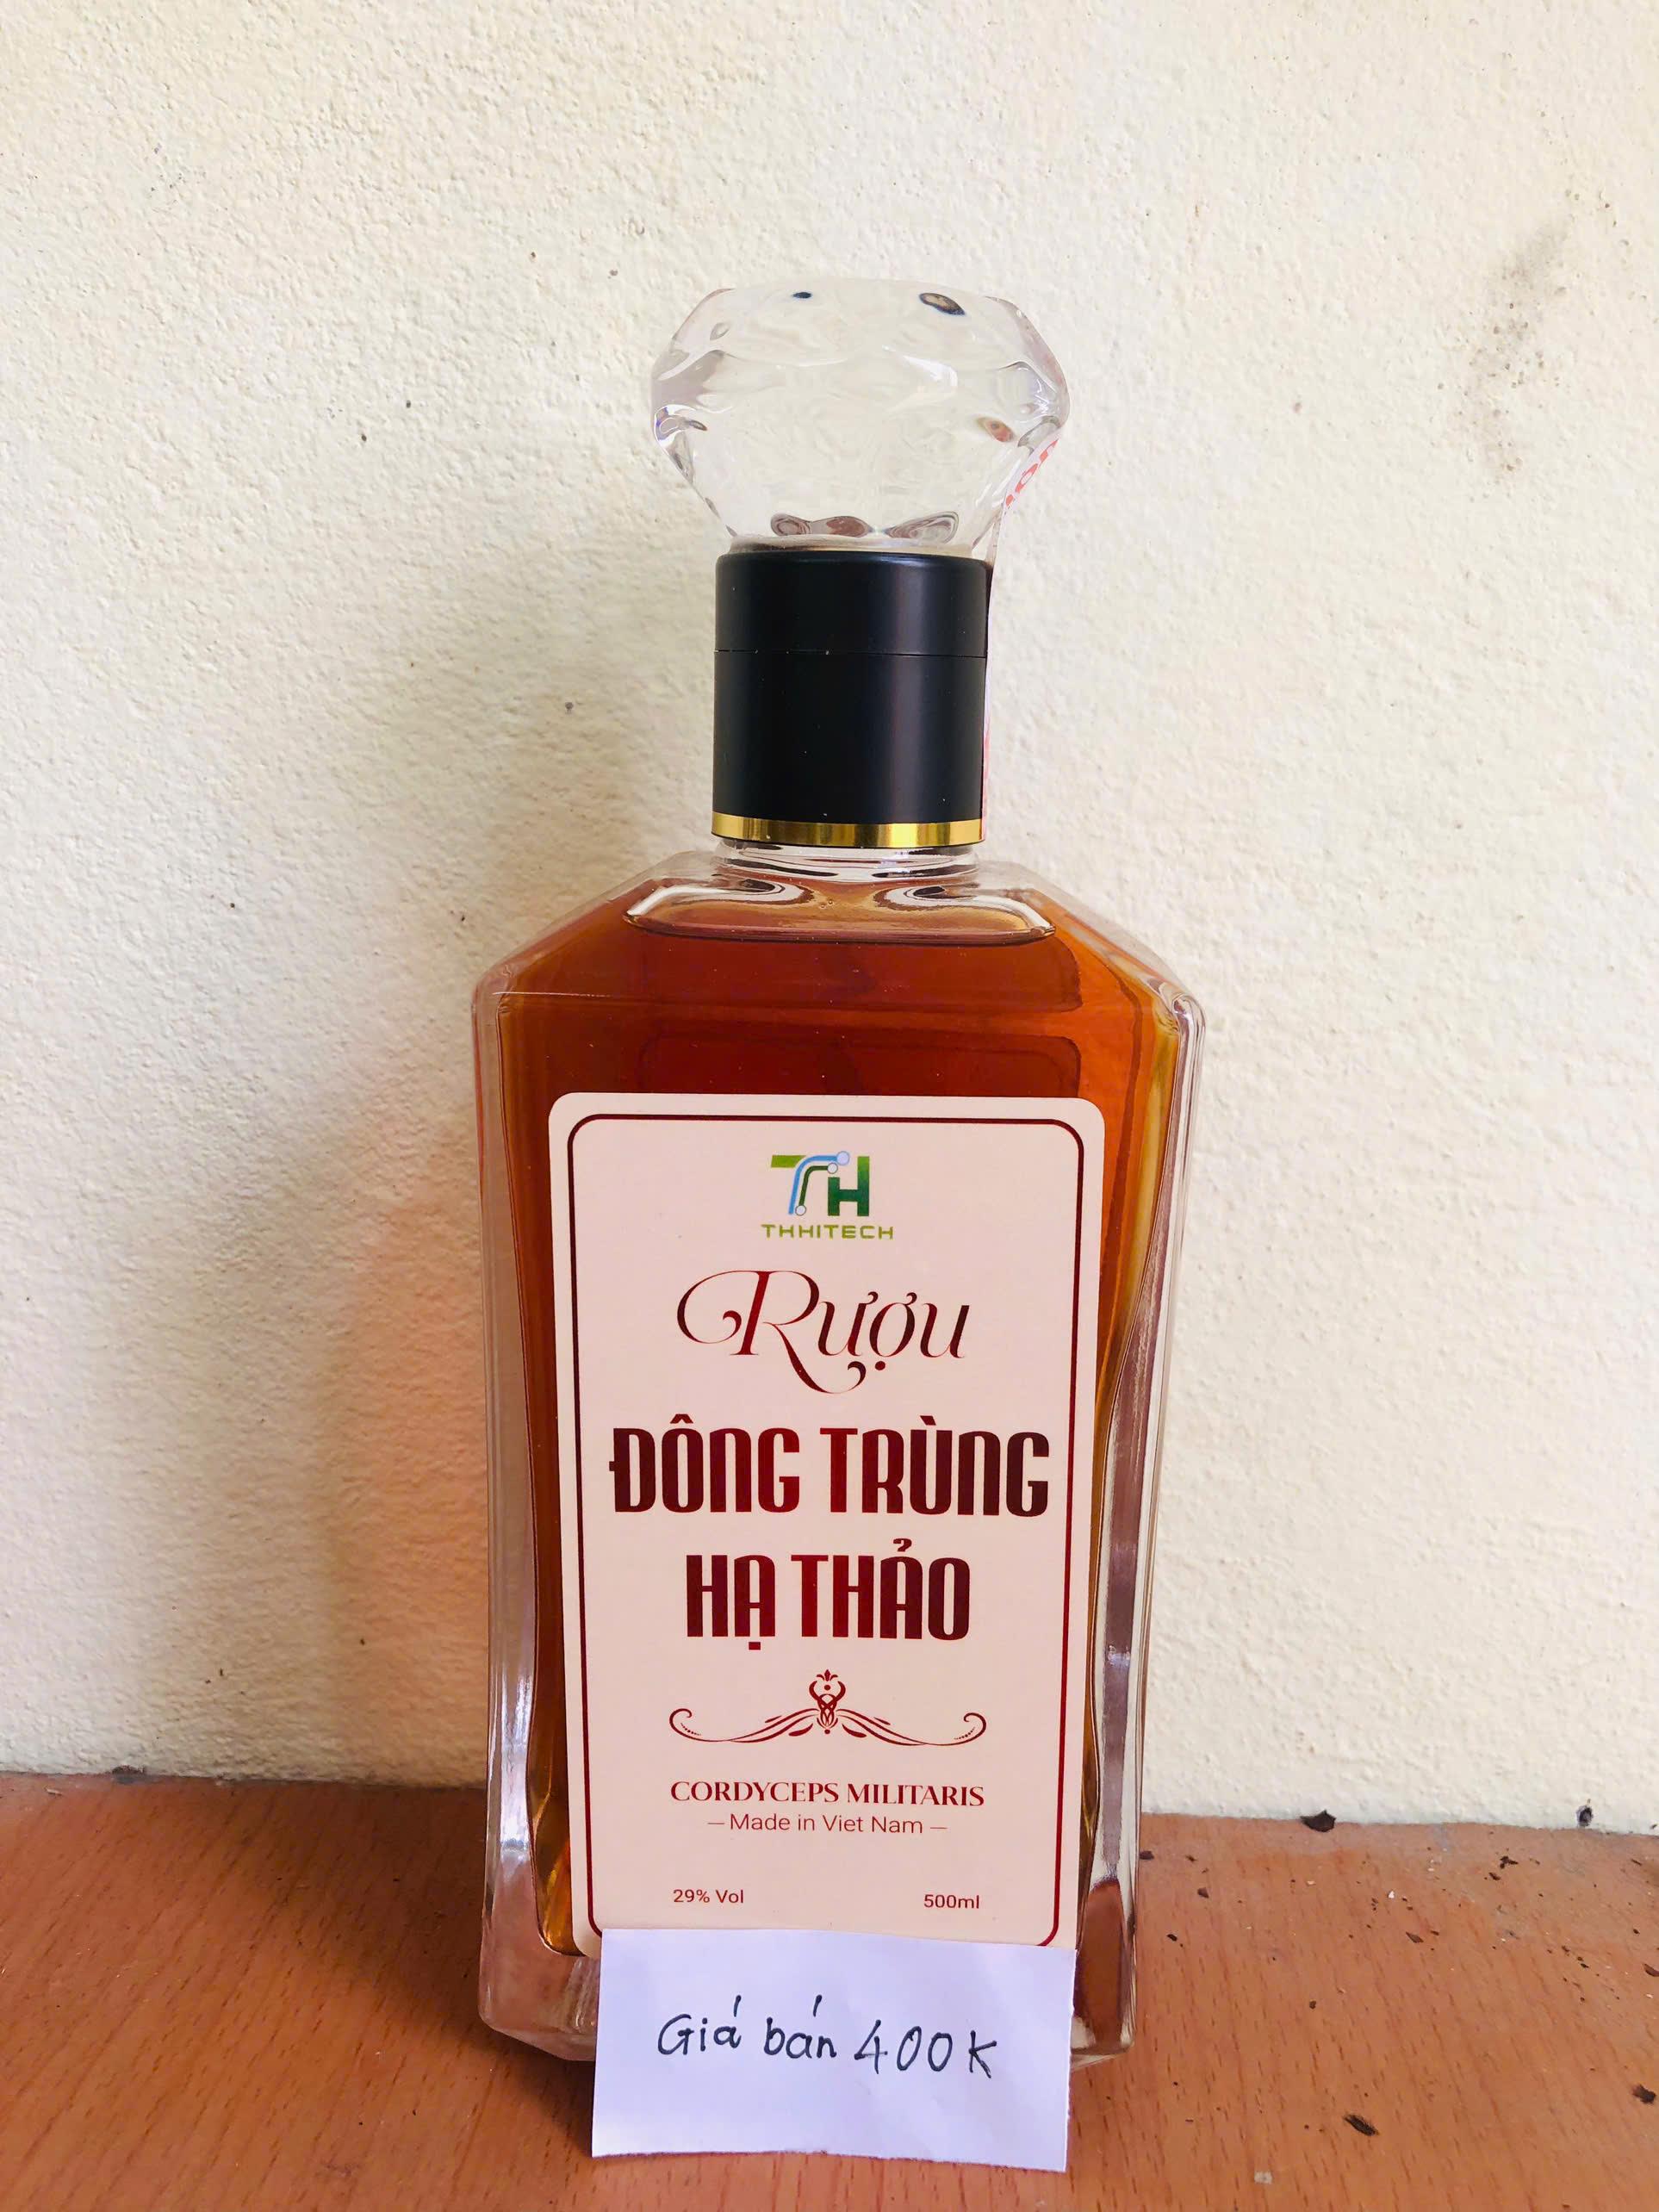 TH
THHITECH
Rượu
ĐÔNG TRÙNG
HẠ THẢO
CORDYCEPS MILITARIS
— Made in Viet Nam —
29% Vol 500ml
Giá bán 400K